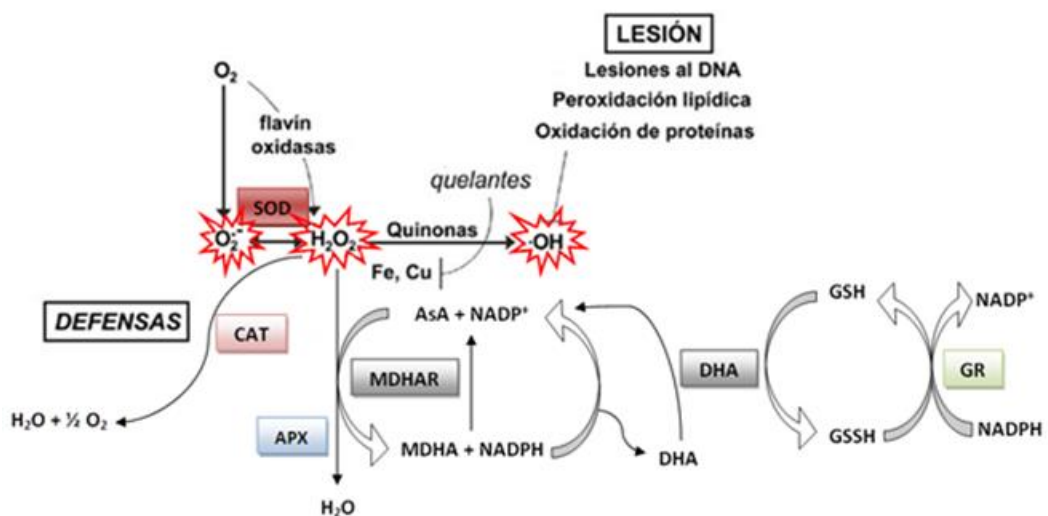 LESIÓN
Lesiones al DNA
Peroxidación lipídica
Oxidación de proteínas
O₂
flavin
oxidasas
quelantes
SOD
O₂·⁻
H₂O₂
Quinonas
·OH
Fe, Cu
DEFENSAS
CAT
AsA + NADP⁺
GSH
NADP⁺
MDHAR
DHA
GR
H₂O + ½ O₂
APX
MDHA + NADPH
DHA
GSSH
NADPH
H₂O